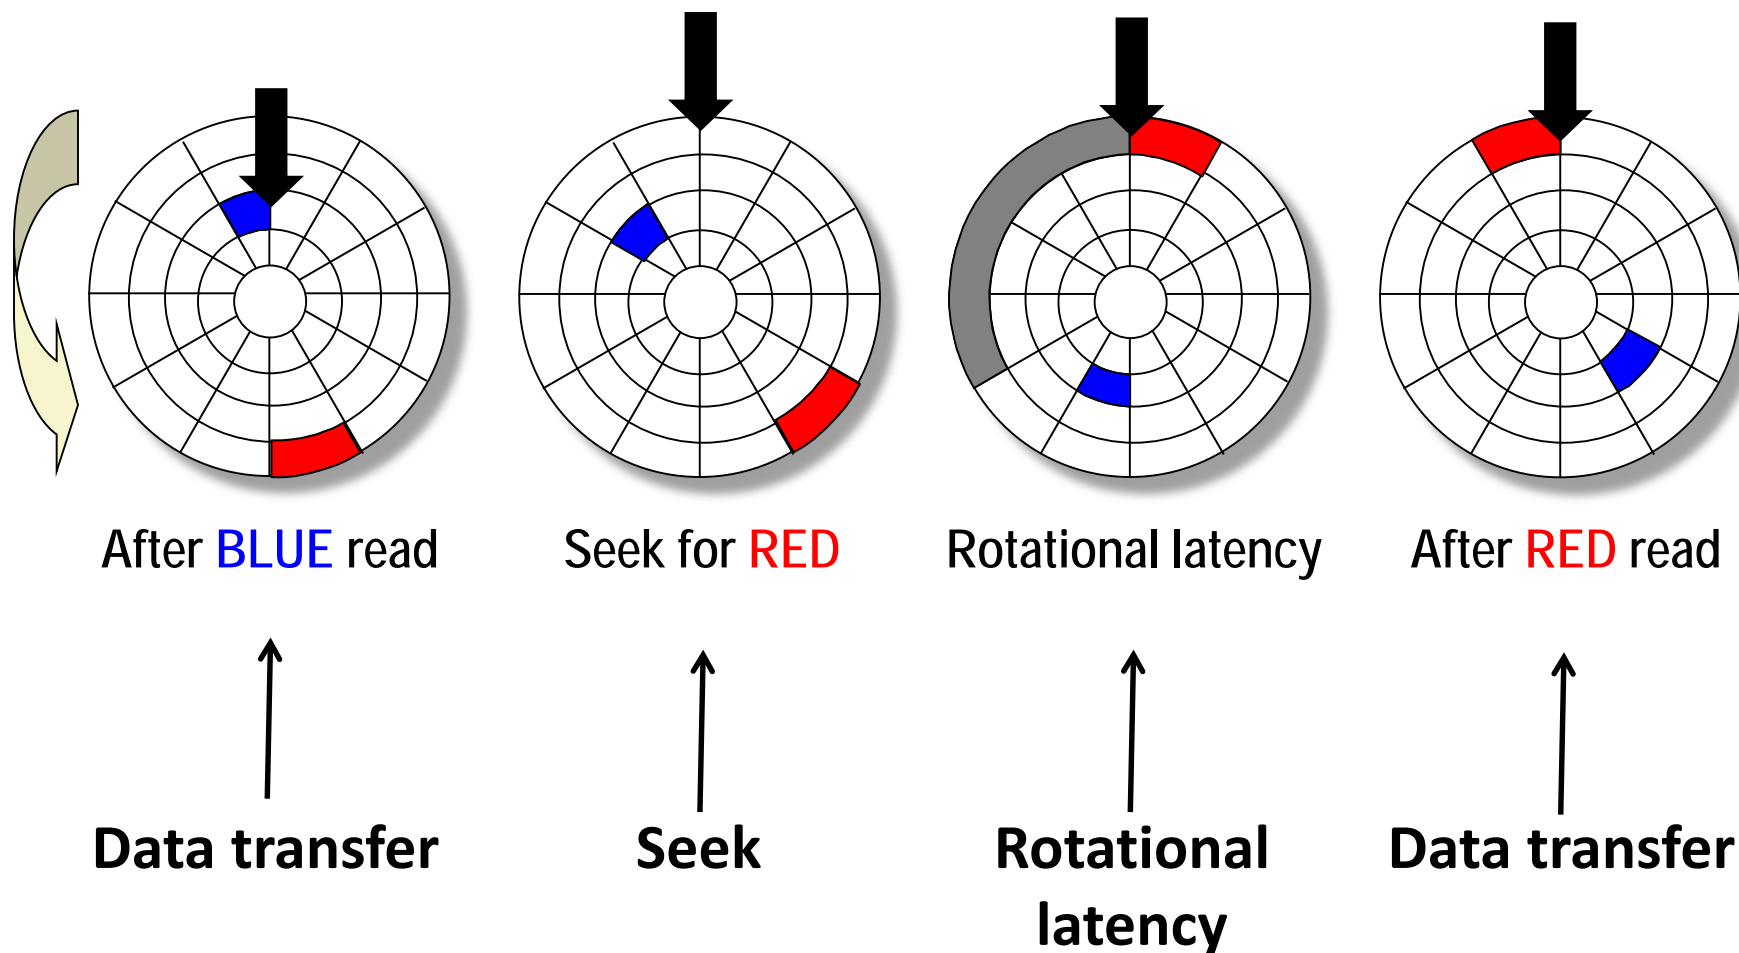 After BLUE read
Seek for RED
Rotational latency
After RED read
Data transfer
Seek
Rotational
latency
Data transfer